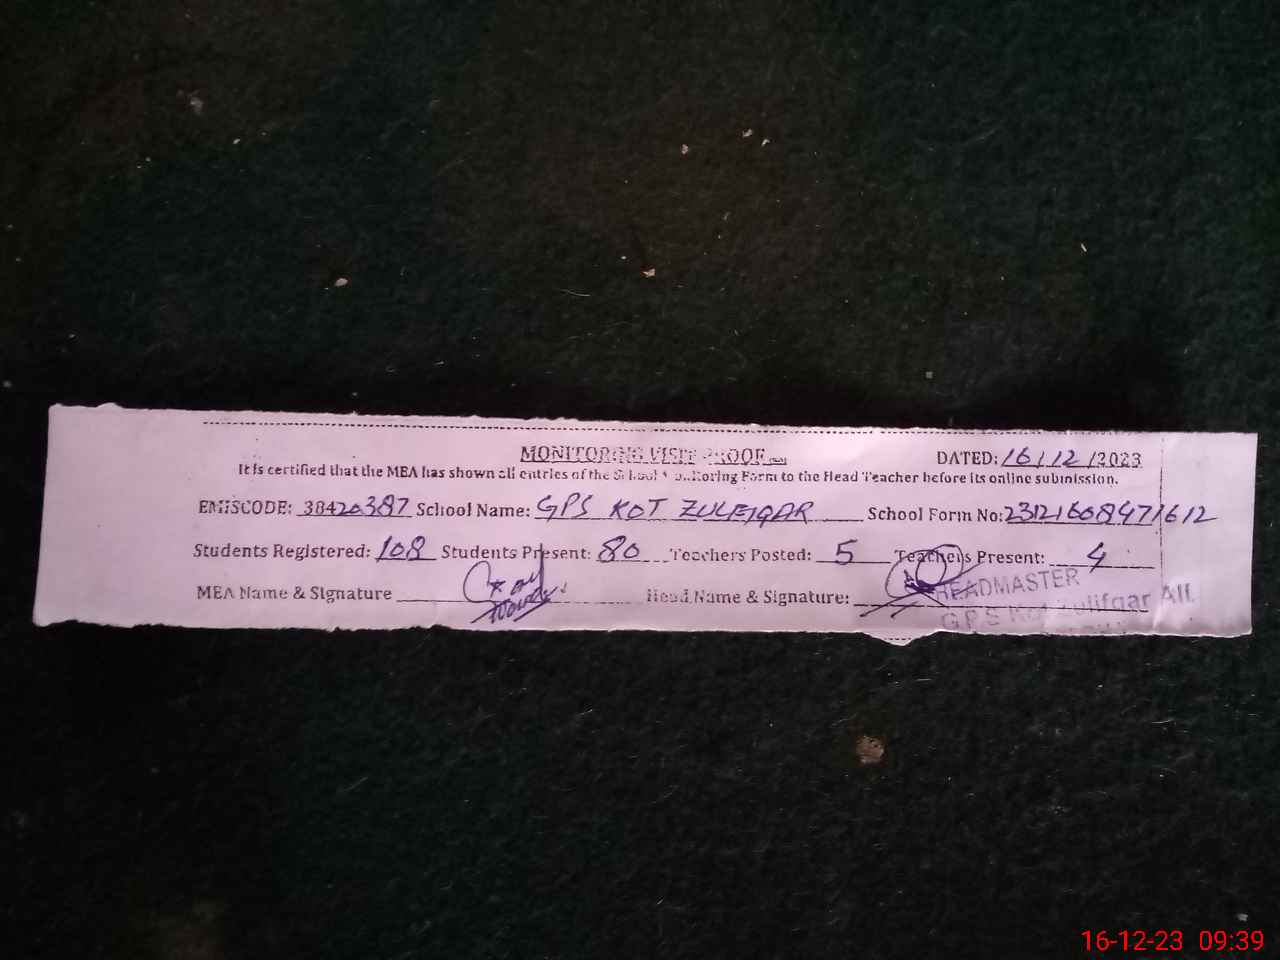 MONITORING VISIT PROOF DATED: 16/12/2023
It is certified that the MEA has shown all entries of the School Monitoring Form to the Head Teacher before its online submission.
EMISCODE: 38420387 School Name: GPS KOT ZULFIQAR School Form No: 231216084716 12
Students Registered: 108 Students Present: 80 Teachers Posted: 5 Teachers Present: 4
MEA Name & Signature Head Name & Signature:
HEADMASTER
G.P.S Kot Zulifqar Ali
16-12-23 09:39